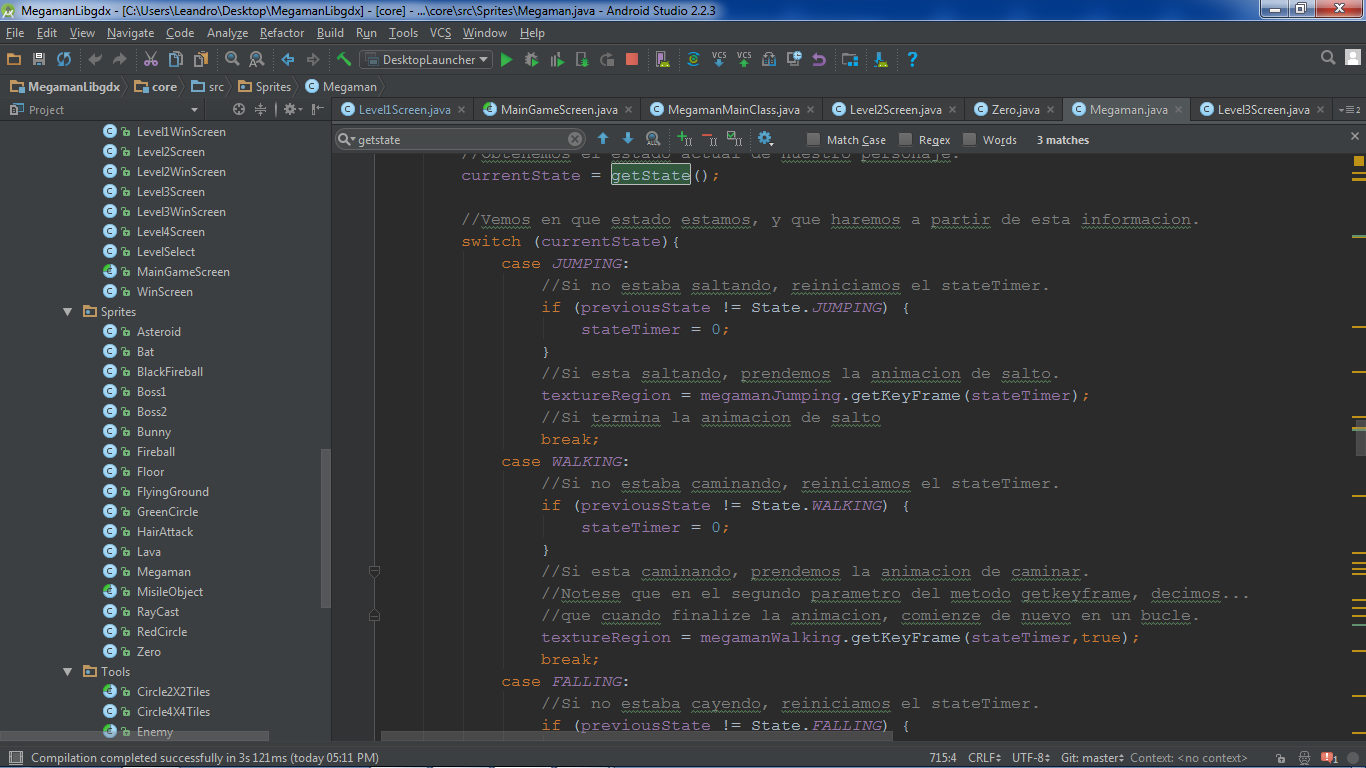 MegamanLibgdx - [C:\Users\Leandro\Desktop\MegamanLibgdx] - [core] - ...\core\src\Sprites\Megaman.java - Android Studio 2.2.3
File Edit View Navigate Code Analyze Refactor Build Run Tools VCS Window Help
DesktopLauncher VCS VCS ?
MegamanLibgdx core src Sprites Megaman
Project
Level1Screen.java MainGameScreen.java MegamanMainClass.java Level2Screen.java Zero.java Megaman.java Level3Screen.java 2
getstate Match Case Regex Words 3 matches
Level1WinScreen
Level2Screen
Level2WinScreen
Level3Screen
Level3WinScreen
Level4Screen
LevelSelect
MainGameScreen
WinScreen
Sprites
Asteroid
Bat
BlackFireball
Boss1
Boss2
Bunny
Fireball
Floor
FlyingGround
GreenCircle
HairAttack
Lava
Megaman
MisileObject
RayCast
RedCircle
Zero
Tools
Circle2X2Tiles
Circle4X4Tiles
Enemy
//Obtenemos el estado actual de nuestro personaje.
currentState = getState();
//Vemos en que estado estamos, y que haremos a partir de esta informacion.
switch (currentState){
case JUMPING:
//Si no estaba saltando, reiniciamos el stateTimer.
if (previousState != State.JUMPING) {
stateTimer = 0;
}
//Si esta saltando, prendemos la animacion de salto.
textureRegion = megamanJumping.getKeyFrame(stateTimer);
//Si termina la animacion de salto
break;
case WALKING:
//Si no estaba caminando, reiniciamos el stateTimer.
if (previousState != State.WALKING) {
stateTimer = 0;
}
//Si esta caminando, prendemos la animacion de caminar.
//Notese que en el segundo parametro del metodo getkeyframe, decimos...
//que cuando finalize la animacion, comienze de nuevo en un bucle.
textureRegion = megamanWalking.getKeyFrame(stateTimer,true);
break;
case FALLING:
//Si no estaba cayendo, reiniciamos el stateTimer.
if (previousState != State.FALLING) {
Compilation completed successfully in 3s 121ms (today 05:11 PM) 715:4 CRLF UTF-8 Git: master Context: <no context> 1